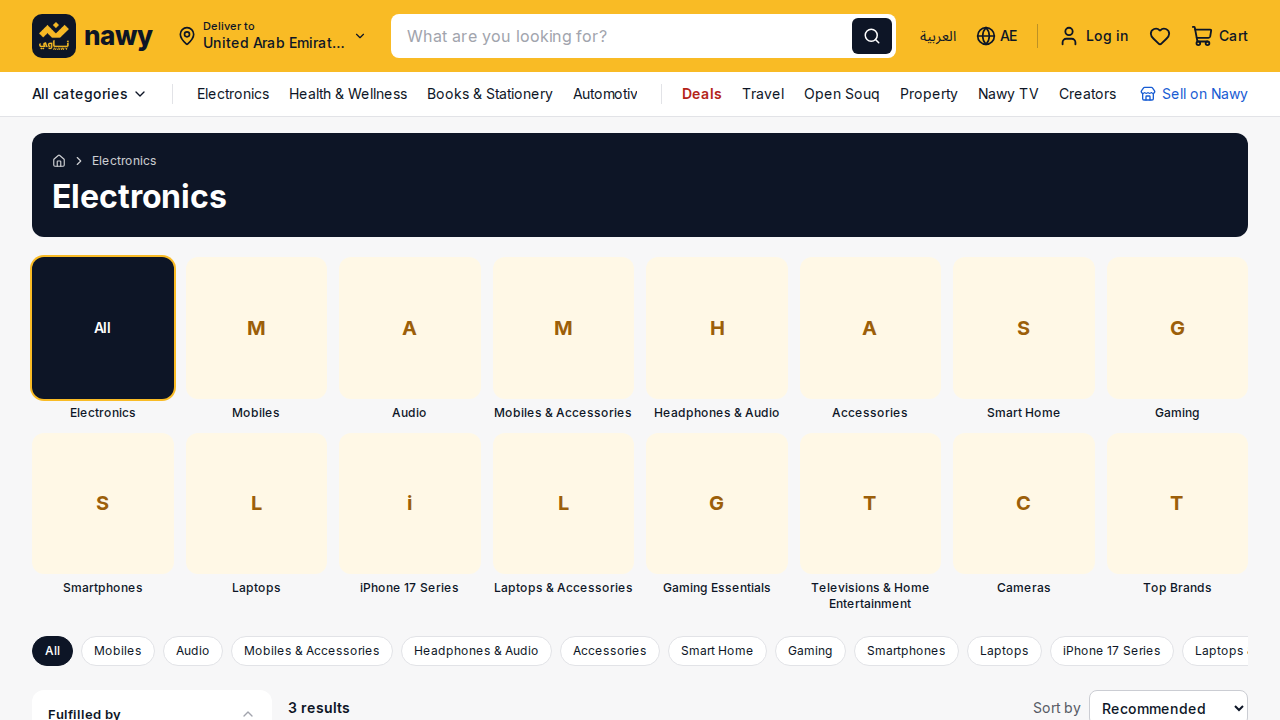 نـــاوي
NAWY
nawy
Deliver to
United Arab Emirat...
What are you looking for?
العربية
AE
Log in
Cart
All categories
Electronics
Health & Wellness
Books & Stationery
Automotiv
Deals
Travel
Open Souq
Property
Nawy TV
Creators
Sell on Nawy
Electronics
Electronics
All
M
A
M
H
A
S
G
Electronics
Mobiles
Audio
Mobiles & Accessories
Headphones & Audio
Accessories
Smart Home
Gaming
S
L
i
L
G
T
C
T
Smartphones
Laptops
iPhone 17 Series
Laptops & Accessories
Gaming Essentials
Televisions & Home
Entertainment
Cameras
Top Brands
All
Mobiles
Audio
Mobiles & Accessories
Headphones & Audio
Accessories
Smart Home
Gaming
Smartphones
Laptops
iPhone 17 Series
Laptops
Fulfilled by
3 results
Sort by
Recommended